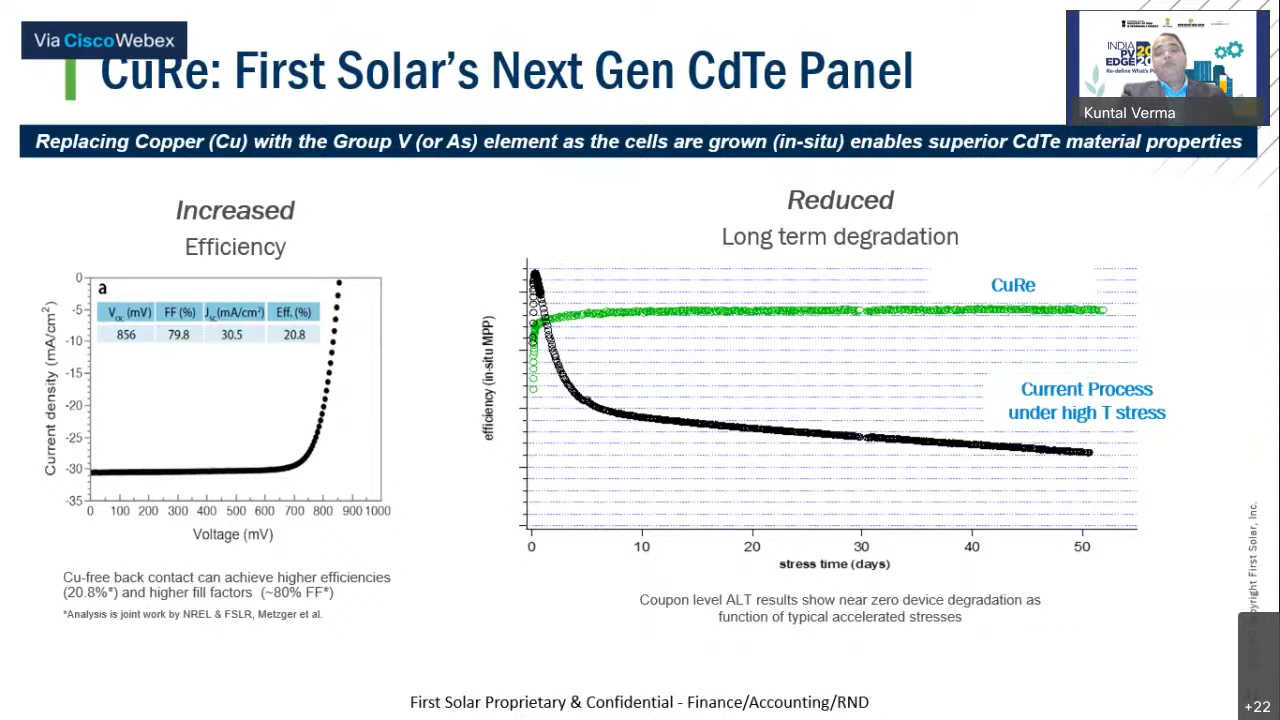 Via CiscoWebex
CuRe: First Solar's Next Gen CdTe Panel
INDIA
PV
EDGE
Re-define What's
Kuntal Verma
Replacing Copper (Cu) with the Group V (or As) element as the cells are grown (in-situ) enables superior CdTe material properties
Increased
Efficiency
a
VOC (mV) FF (%) JSC(mA/cm²) Eff. (%)
856 79.8 30.5 20.8
Current density (mA/cm²)
0
-5
-10
-15
-20
-25
-30
-35
0 100 200 300 400 500 600 700 800 900 1000
Voltage (mV)
Cu-free back contact can achieve higher efficiencies
(20.8%*) and higher fill factors (~80% FF*)
*Analysis is joint work by NREL & FSLR, Metzger et al.
Reduced
Long term degradation
CuRe
Current Process
under high T stress
efficiency (in-situ MPP)
0 10 20 30 40 50
stress time (days)
Coupon level ALT results show near zero device degradation as
function of typical accelerated stresses
opyright First Solar, Inc.
First Solar Proprietary & Confidential - Finance/Accounting/RND
+22